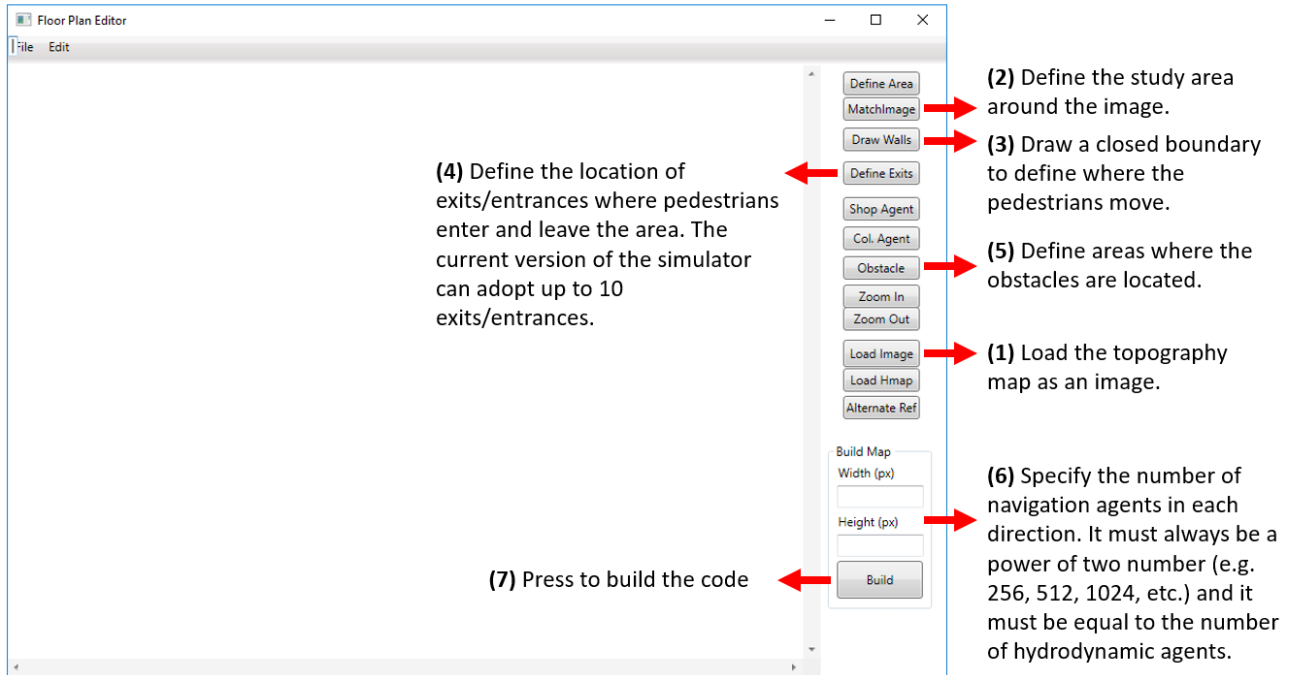 Floor Plan Editor
File Edit
Define Area
MatchImage
Draw Walls
Define Exits
Shop Agent
Col. Agent
Obstacle
Zoom In
Zoom Out
Load Image
Load Hmap
Alternate Ref
Build Map
Width (px)
Height (px)
Build
(2) Define the study area
around the image.
(3) Draw a closed boundary
to define where the
pedestrians move.
(4) Define the location of
exits/entrances where pedestrians
enter and leave the area. The
current version of the simulator
can adopt up to 10
exits/entrances.
(5) Define areas where the
obstacles are located.
(1) Load the topography
map as an image.
(6) Specify the number of
navigation agents in each
direction. It must always be a
power of two number (e.g.
256, 512, 1024, etc.) and it
must be equal to the number
of hydrodynamic agents.
(7) Press to build the code